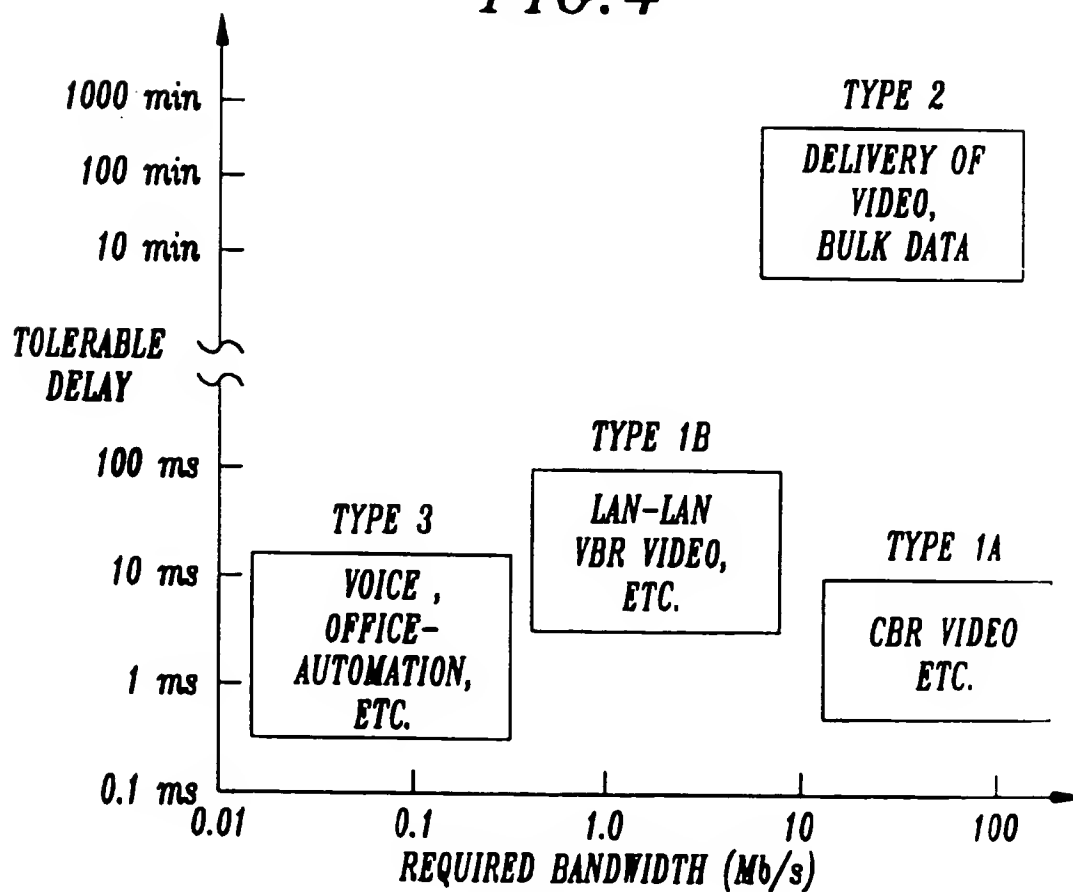 FIG.4
1000 min
100 min
10 min
TOLERABLE
DELAY
100 ms
10 ms
1 ms
0.1 ms
TYPE 2
DELIVERY OF
VIDEO,
BULK DATA
TYPE 1B
LAN-LAN
VBR VIDEO,
ETC.
TYPE 3
VOICE ,
OFFICE-
AUTOMATION,
ETC.
TYPE 1A
CBR VIDEO
ETC.
0.01
0.1
1.0
10
100
REQUIRED BANDWIDTH (Mb/s)